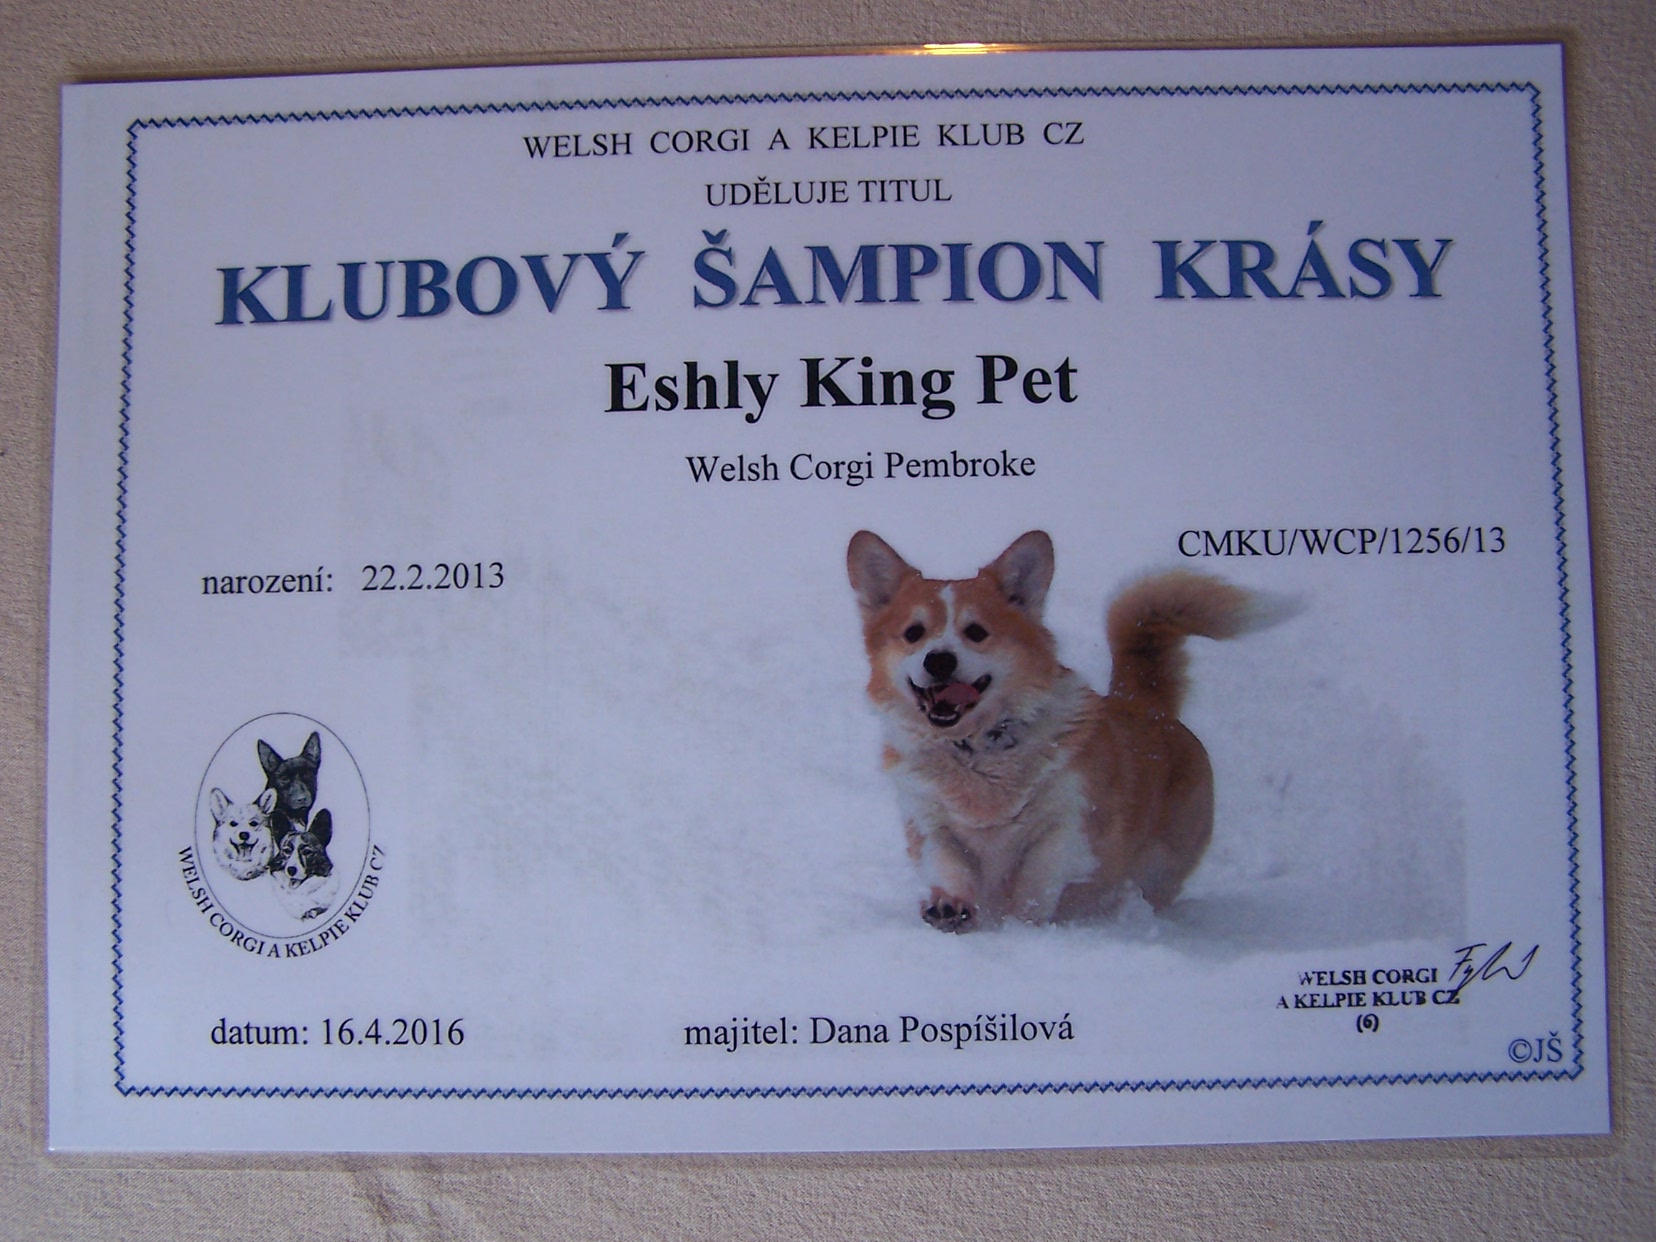 WELSH CORGI A KELPIE KLUB CZ
UDĚLUJE TITUL
KLUBOVÝ ŠAMPION KRÁSY
Eshly King Pet
Welsh Corgi Pembroke
CMKU/WCP/1256/13
narození: 22.2.2013
WELSH CORGI A KELPIE KLUB CZ
WELSH CORGI
A KELPIE KLUB CZ
(6)
datum: 16.4.2016
majitel: Dana Pospíšilová
©JŠ